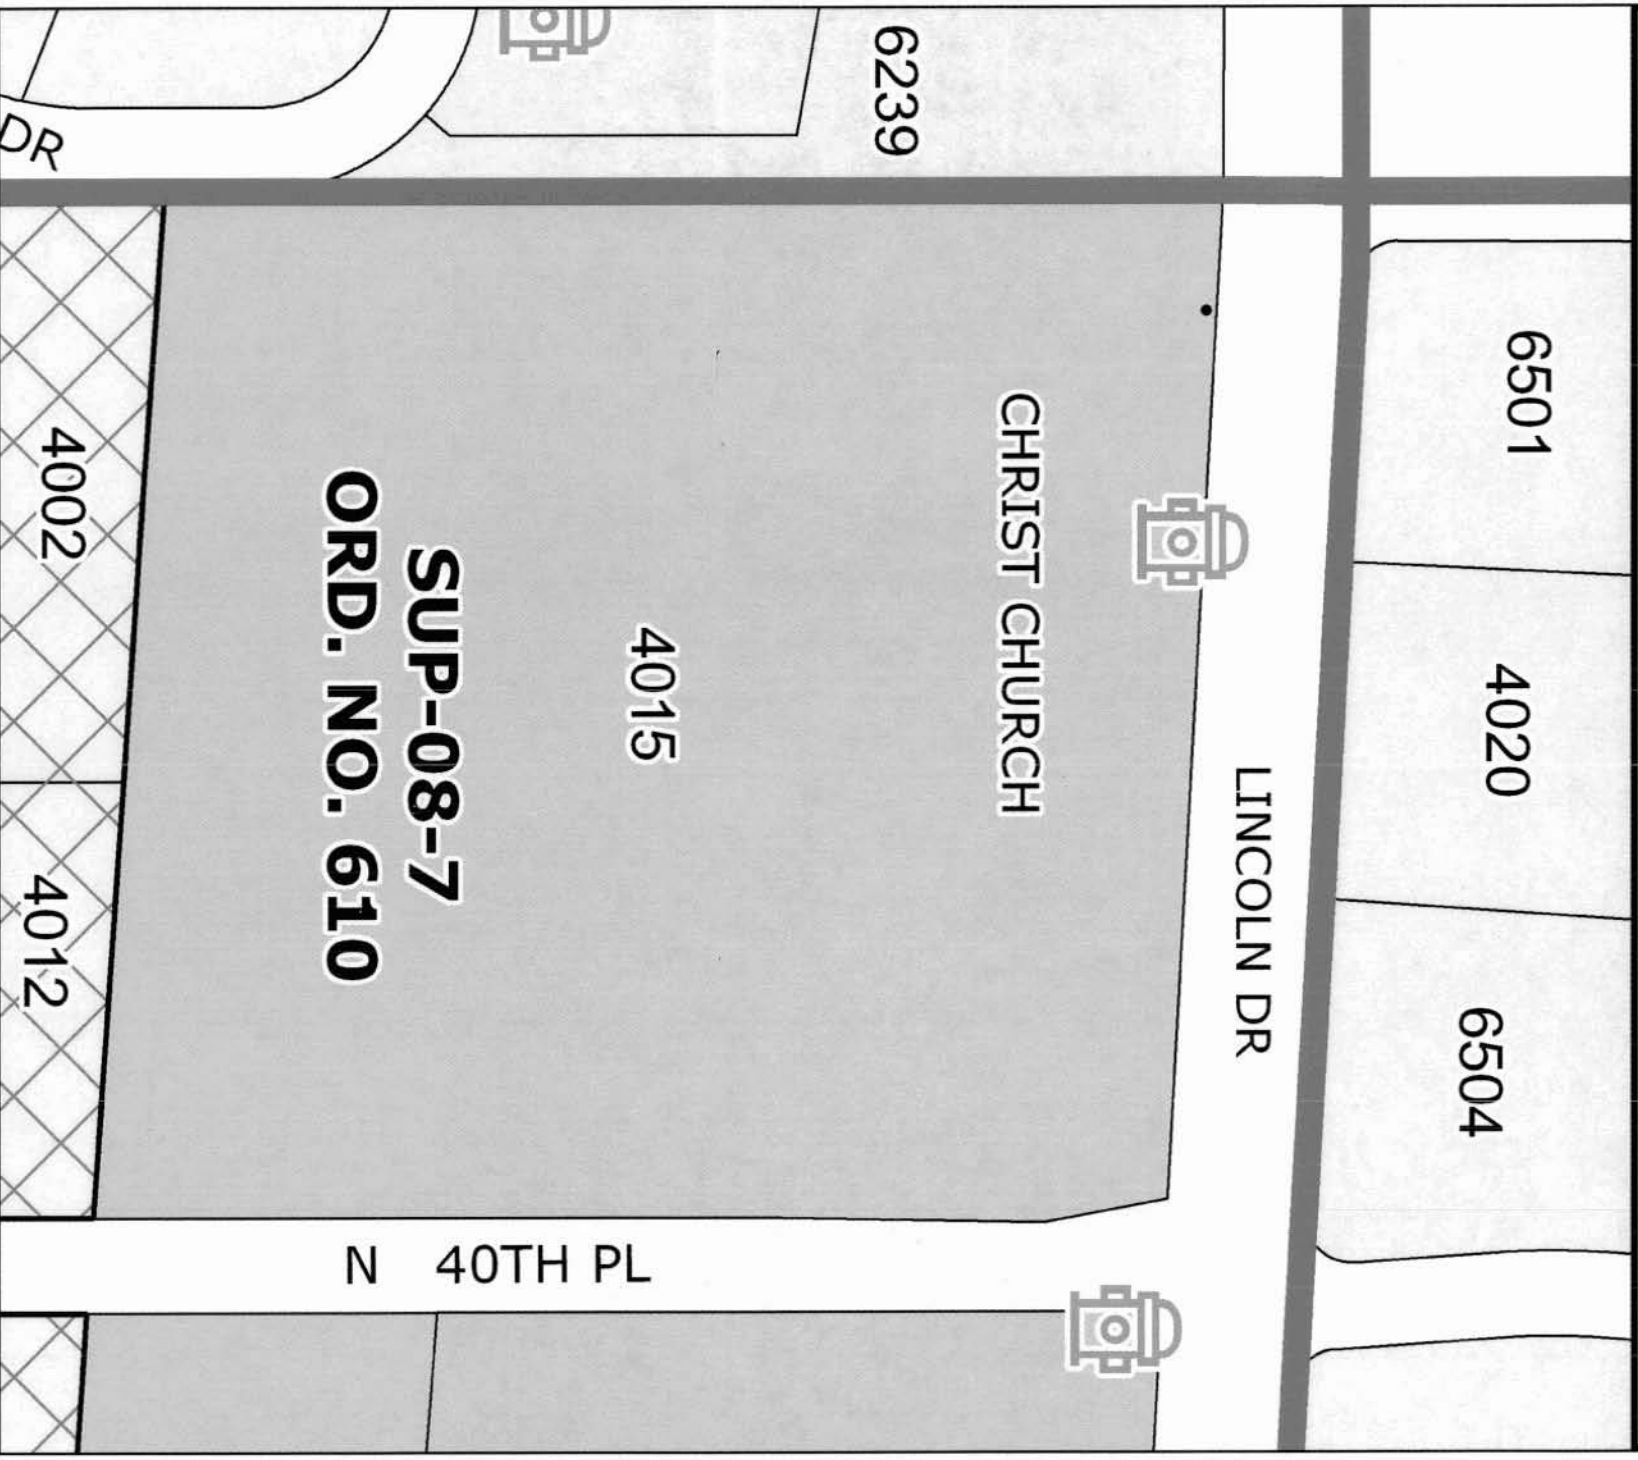 6501
4020
6504
LINCOLN DR
CHRIST CHURCH
6239
4015
SUP-08-7
ORD. NO. 610
N 40TH PL
DR
4002
4012